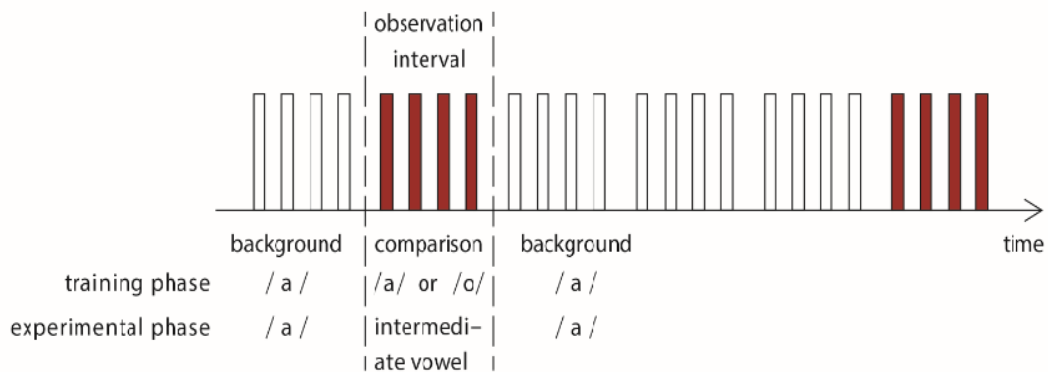 observation
interval
background comparison background time
training phase / a / /a/ or /o/ / a /
experimental phase / a / intermedi– / a /
ate vowel